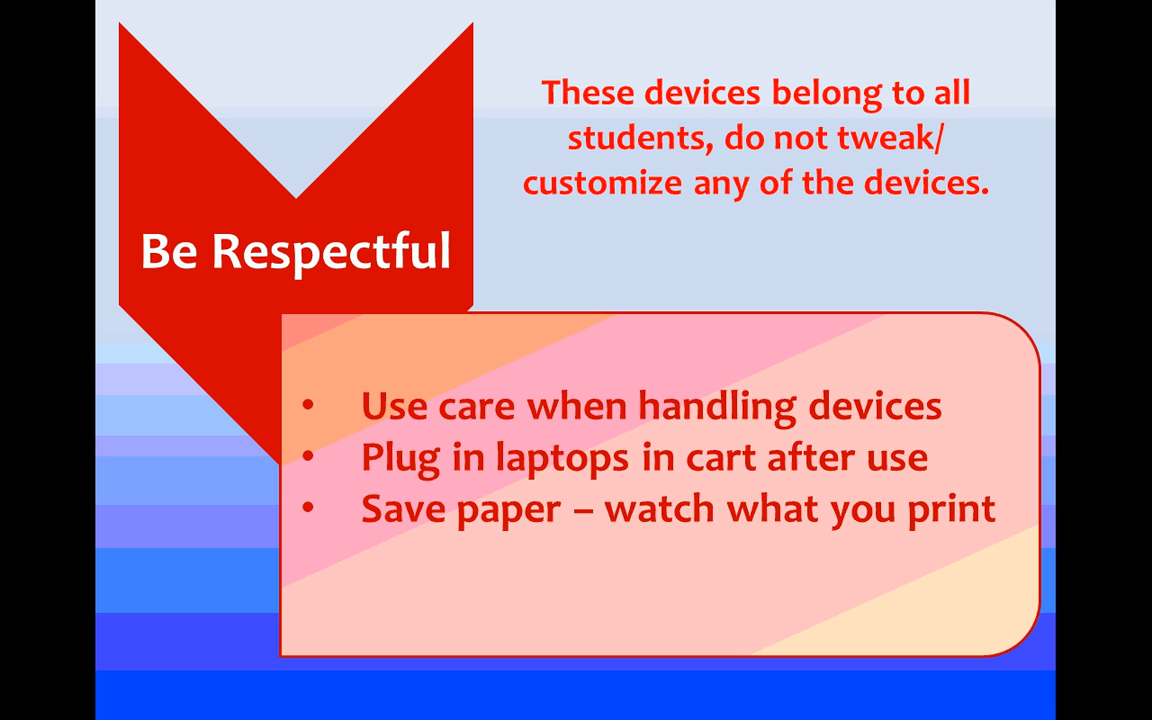 These devices belong to all
students, do not tweak/
customize any of the devices.
Be Respectful
• Use care when handling devices
• Plug in laptops in cart after use
• Save paper – watch what you print